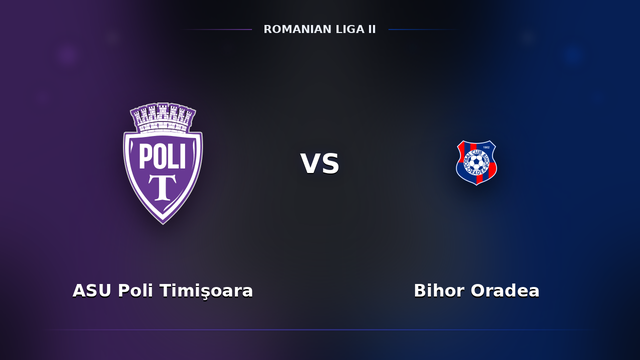 ROMANIAN LIGA II
POLI
T
VS
ASU Poli Timişoara
Bihor Oradea